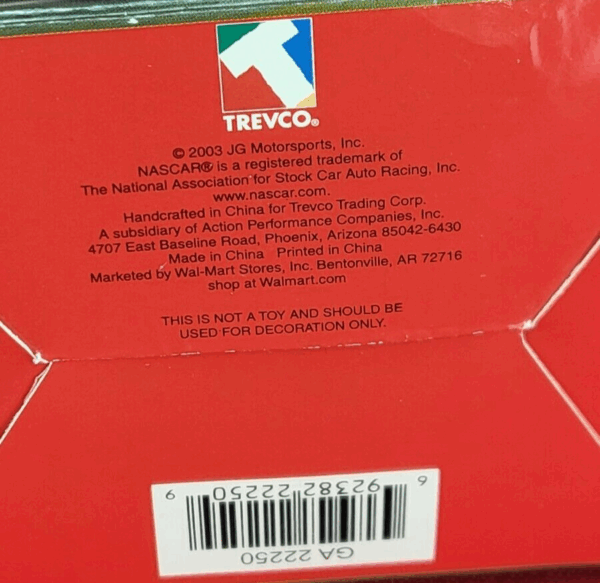 TREVCO®
© 2003 JG Motorsports, Inc.
NASCAR® is a registered trademark of
The National Association for Stock Car Auto Racing, Inc.
www.nascar.com.
Handcrafted in China for Trevco Trading Corp.
A subsidiary of Action Performance Companies, Inc.
4707 East Baseline Road, Phoenix, Arizona 85042-6430
Made in China Printed in China
Marketed by Wal-Mart Stores, Inc. Bentonville, AR 72716
shop at Walmart.com
THIS IS NOT A TOY AND SHOULD BE
USED FOR DECORATION ONLY.
GA 22250
6 92382 22250 9